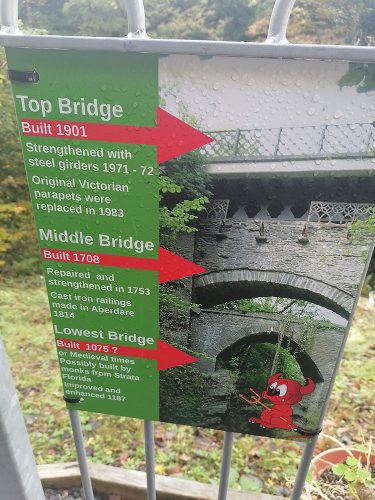 Top Bridge
Built 1901
Strengthened with
steel girders 1971 - 72
Original Victorian
parapets were
replaced in 1983
Middle Bridge
Built 1708
Repaired and
strengthened in 1753
Cast iron railings
made in Aberdare
1814
Lowest Bridge
Built 1075 ?
or Medieval times
Possibly built by
monks from Strata
Florida
Improved and
enhanced 1187